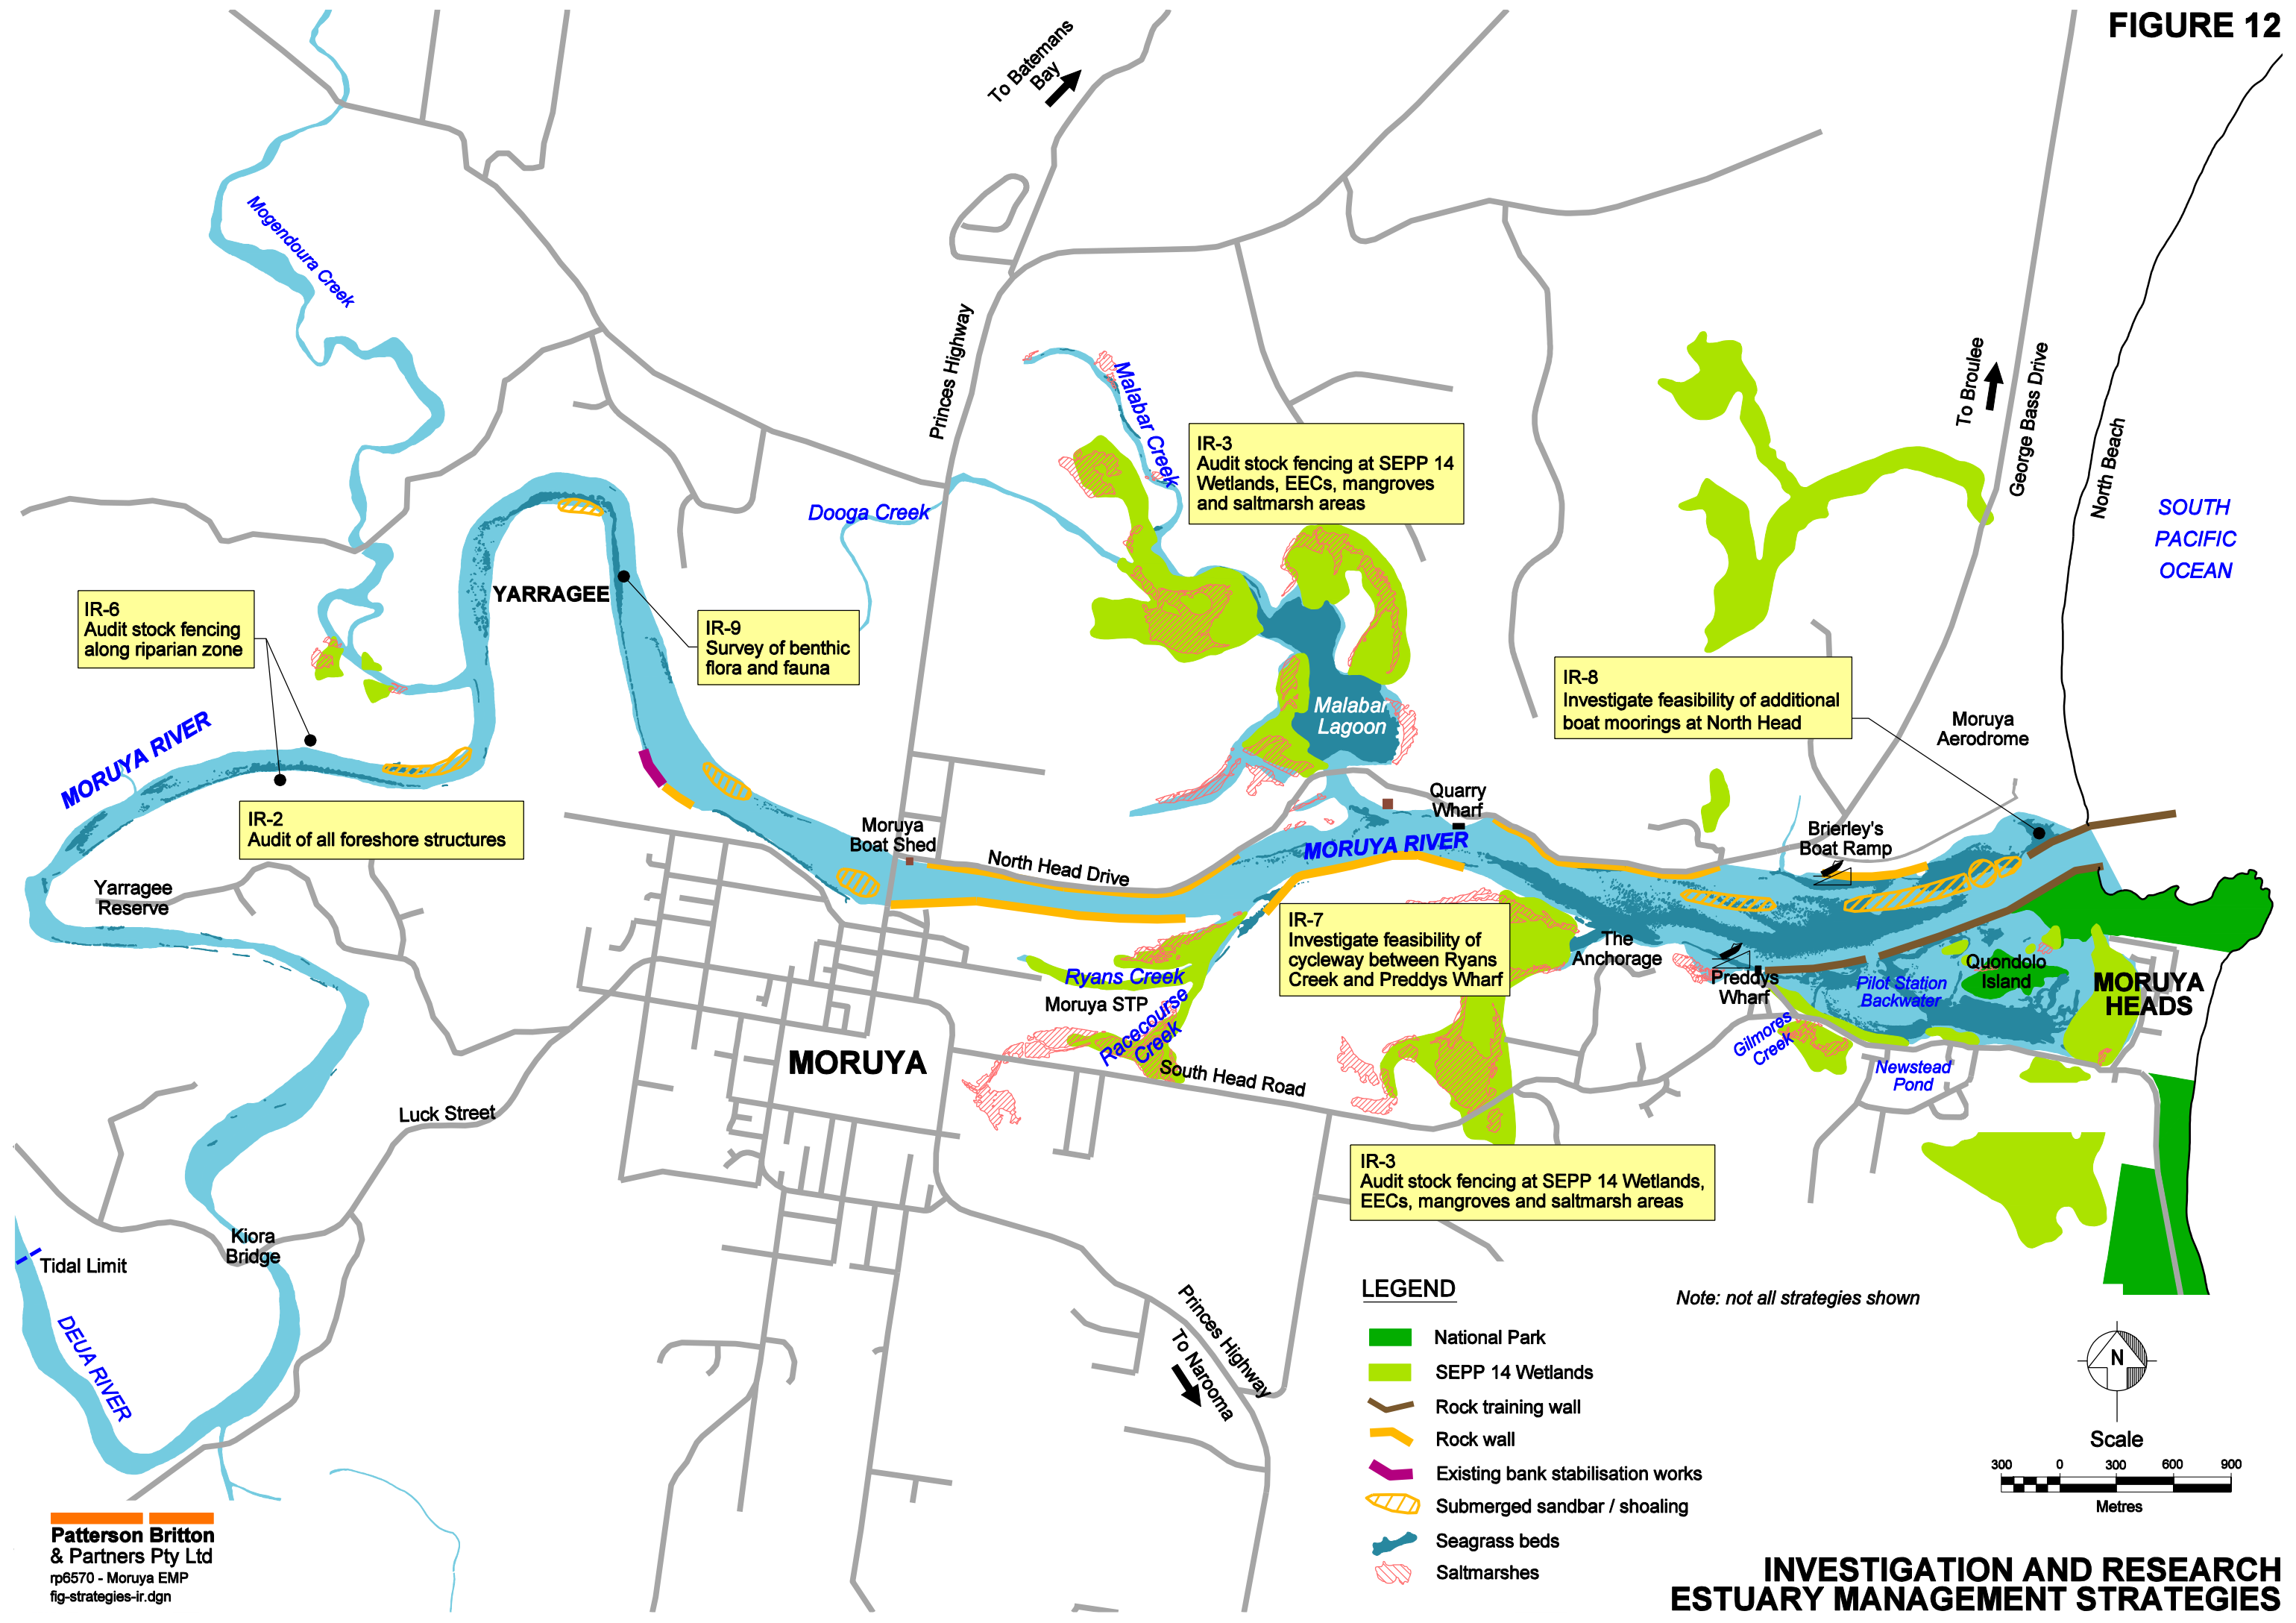 FIGURE 12
To Batemans
Bay
Mogendoura Creek
Princes Highway
Malabar Creek
To Broulee
George Bass Drive
North Beach
SOUTH
PACIFIC
OCEAN
IR-3
Audit stock fencing at SEPP 14
Wetlands, EECs, mangroves
and saltmarsh areas
Dooga Creek
YARRAGEE
IR-6
Audit stock fencing
along riparian zone
IR-9
Survey of benthic
flora and fauna
IR-8
Investigate feasibility of additional
boat moorings at North Head
Malabar
Lagoon
Moruya
Aerodrome
MORUYA RIVER
IR-2
Audit of all foreshore structures
Quarry
Wharf
Moruya
Boat Shed
MORUYA RIVER
Brierley's
Boat Ramp
North Head Drive
Yarragee
Reserve
IR-7
Investigate feasibility of
cycleway between Ryans
Creek and Preddys Wharf
The
Anchorage
Ryans Creek
Moruya STP
Racecourse
Creek
Preddys
Wharf
Pilot Station
Backwater
Quondolo
Island
MORUYA
HEADS
Gilmores
Creek
Newstead
Pond
MORUYA
South Head Road
Luck Street
IR-3
Audit stock fencing at SEPP 14 Wetlands,
EECs, mangroves and saltmarsh areas
Kiora
Bridge
Tidal Limit
DEUA RIVER
Princes Highway
To Narooma
LEGEND
Note: not all strategies shown
National Park
SEPP 14 Wetlands
Rock training wall
Rock wall
Existing bank stabilisation works
Submerged sandbar / shoaling
Seagrass beds
Saltmarshes
N
Scale
300 0 300 600 900
Metres
Patterson Britton
& Partners Pty Ltd
rp6570 - Moruya EMP
fig-strategies-ir.dgn
INVESTIGATION AND RESEARCH
ESTUARY MANAGEMENT STRATEGIES